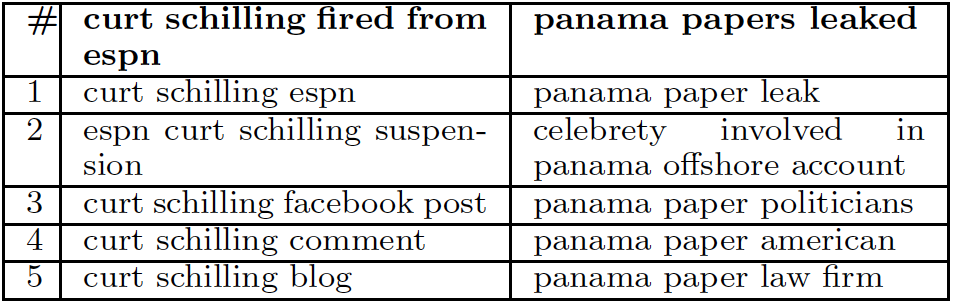 # curt schilling fired from espn panama papers leaked
1 curt schilling espn panama paper leak
2 espn curt schilling suspen-
sion celebrety involved in
panama offshore account
3 curt schilling facebook post panama paper politicians
4 curt schilling comment panama paper american
5 curt schilling blog panama paper law firm